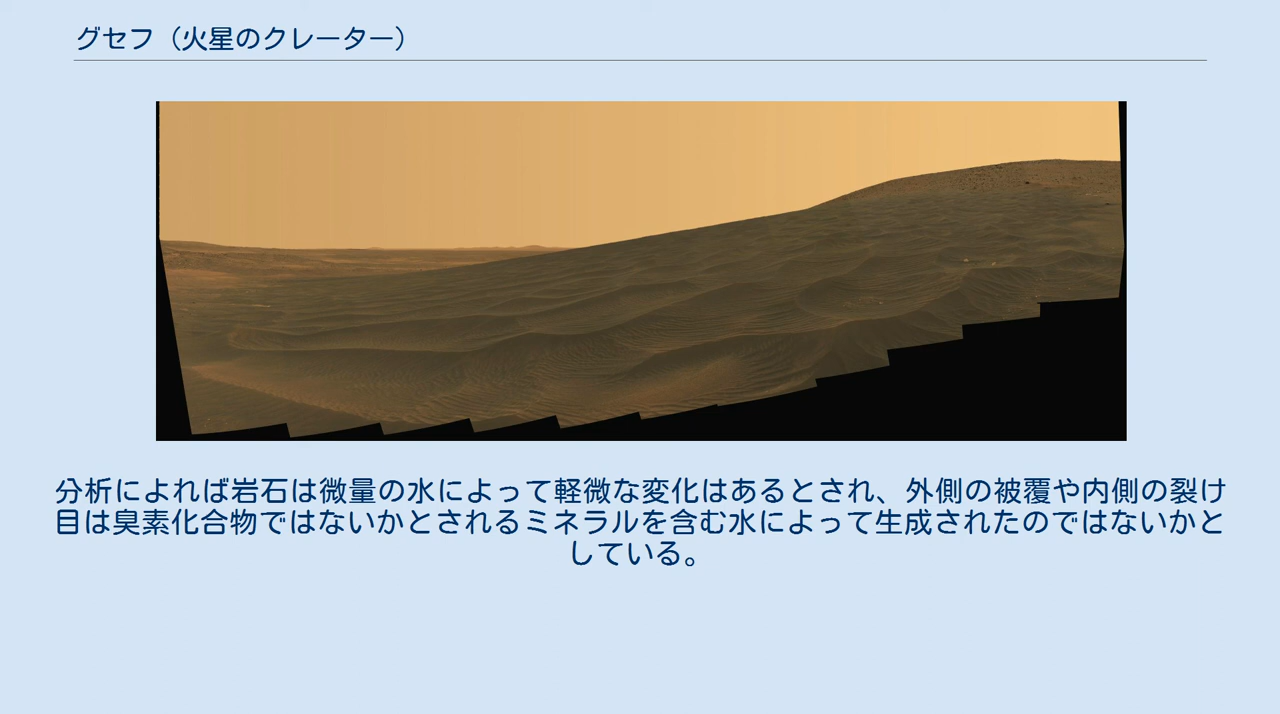 グセフ（火星のクレーター）
分析によれば岩石は微量の水によって軽微な変化はあるとされ、外側の被覆や内側の裂け
目は臭素化合物ではないかとされるミネラルを含む水によって生成されたのではないかと
している。